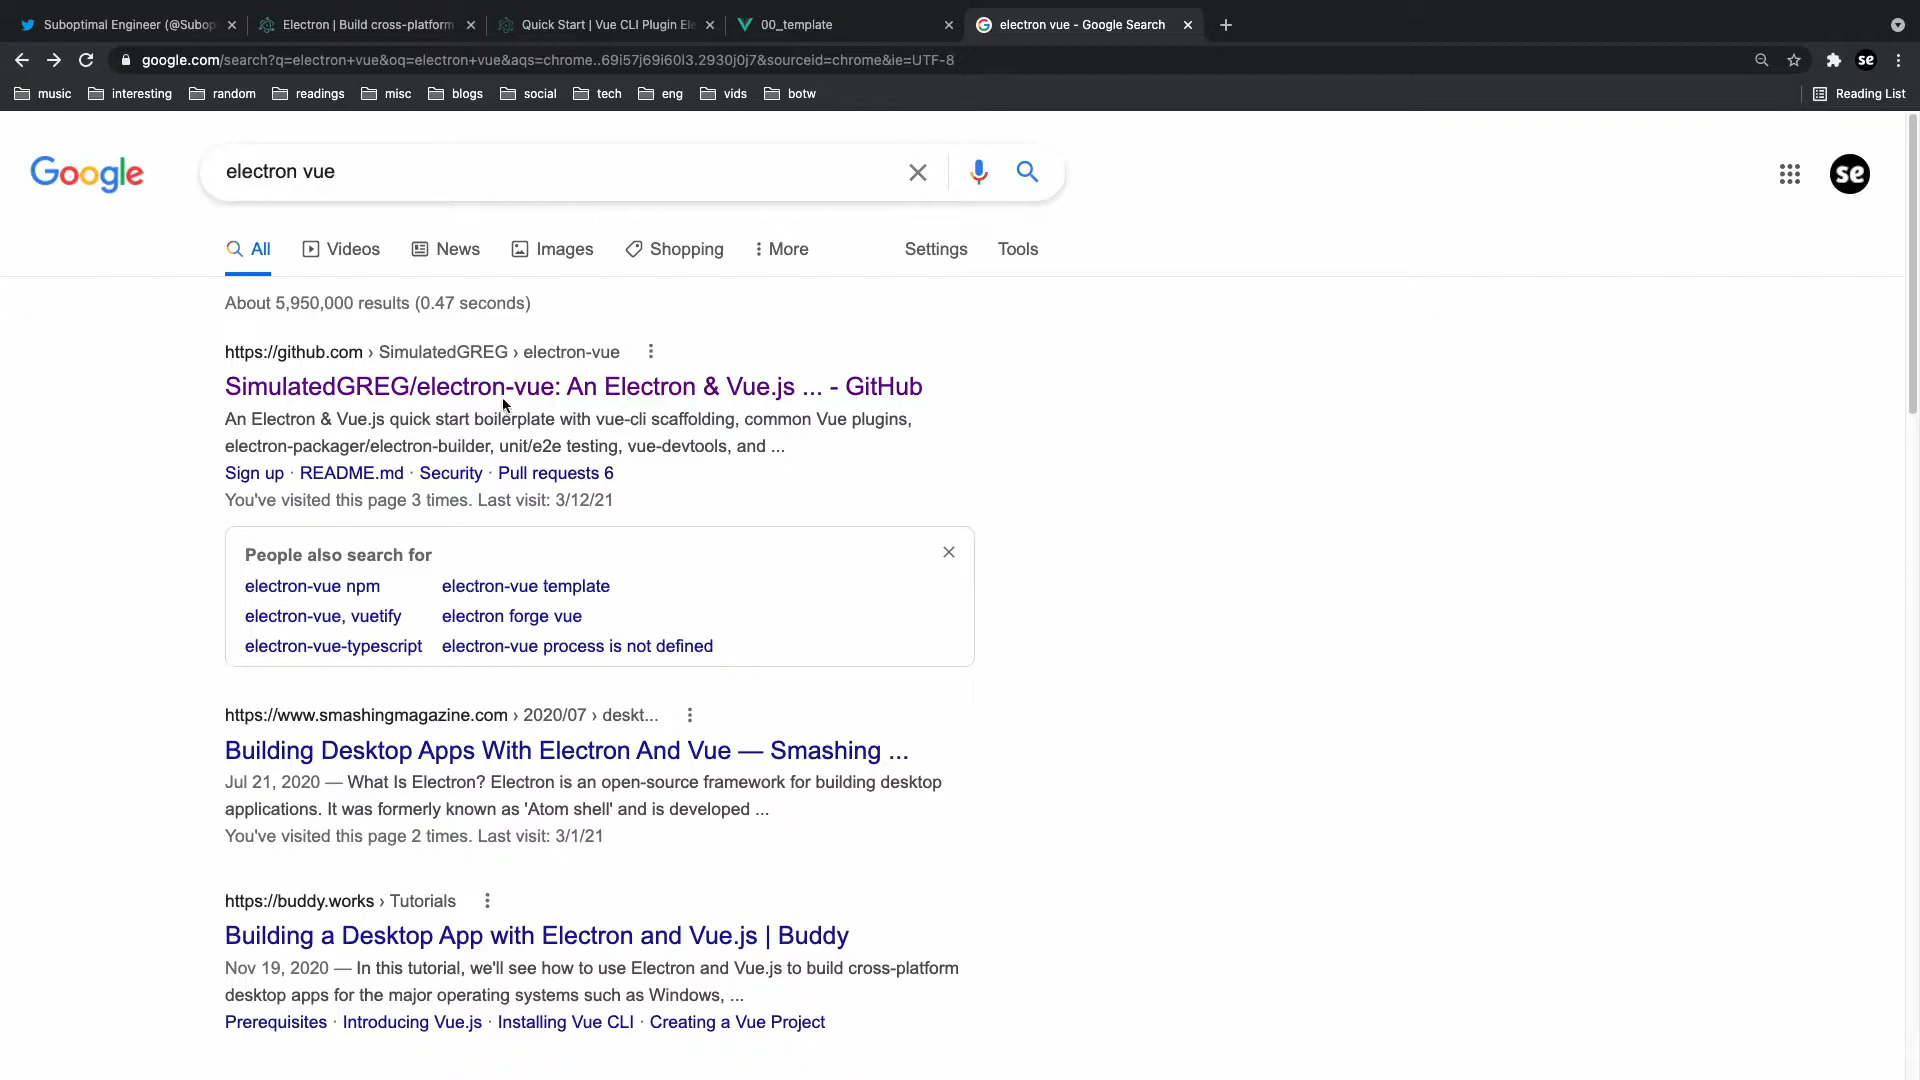 Suboptimal Engineer (@Subop
Electron | Build cross-platform
Quick Start | Vue CLI Plugin Ele
00_template
electron vue - Google Search
google.com/search?q=electron+vue&oq=electron+vue&aqs=chrome..69i57j69i60l3.2930j0j7&sourceid=chrome&ie=UTF-8
se
music
interesting
random
readings
misc
blogs
social
tech
eng
vids
botw
Reading List
Google
electron vue
se
All
Videos
News
Images
Shopping
More
Settings
Tools
About 5,950,000 results (0.47 seconds)
https://github.com › SimulatedGREG › electron-vue
SimulatedGREG/electron-vue: An Electron & Vue.js ... - GitHub
An Electron & Vue.js quick start boilerplate with vue-cli scaffolding, common Vue plugins,
electron-packager/electron-builder, unit/e2e testing, vue-devtools, and ...
Sign up · README.md · Security · Pull requests 6
You've visited this page 3 times. Last visit: 3/12/21
People also search for
electron-vue npm
electron-vue template
electron-vue, vuetify
electron forge vue
electron-vue-typescript
electron-vue process is not defined
https://www.smashingmagazine.com › 2020/07 › deskt...
Building Desktop Apps With Electron And Vue — Smashing ...
Jul 21, 2020 — What Is Electron? Electron is an open-source framework for building desktop
applications. It was formerly known as 'Atom shell' and is developed ...
You've visited this page 2 times. Last visit: 3/1/21
https://buddy.works › Tutorials
Building a Desktop App with Electron and Vue.js | Buddy
Nov 19, 2020 — In this tutorial, we'll see how to use Electron and Vue.js to build cross-platform
desktop apps for the major operating systems such as Windows, ...
Prerequisites · Introducing Vue.js · Installing Vue CLI · Creating a Vue Project